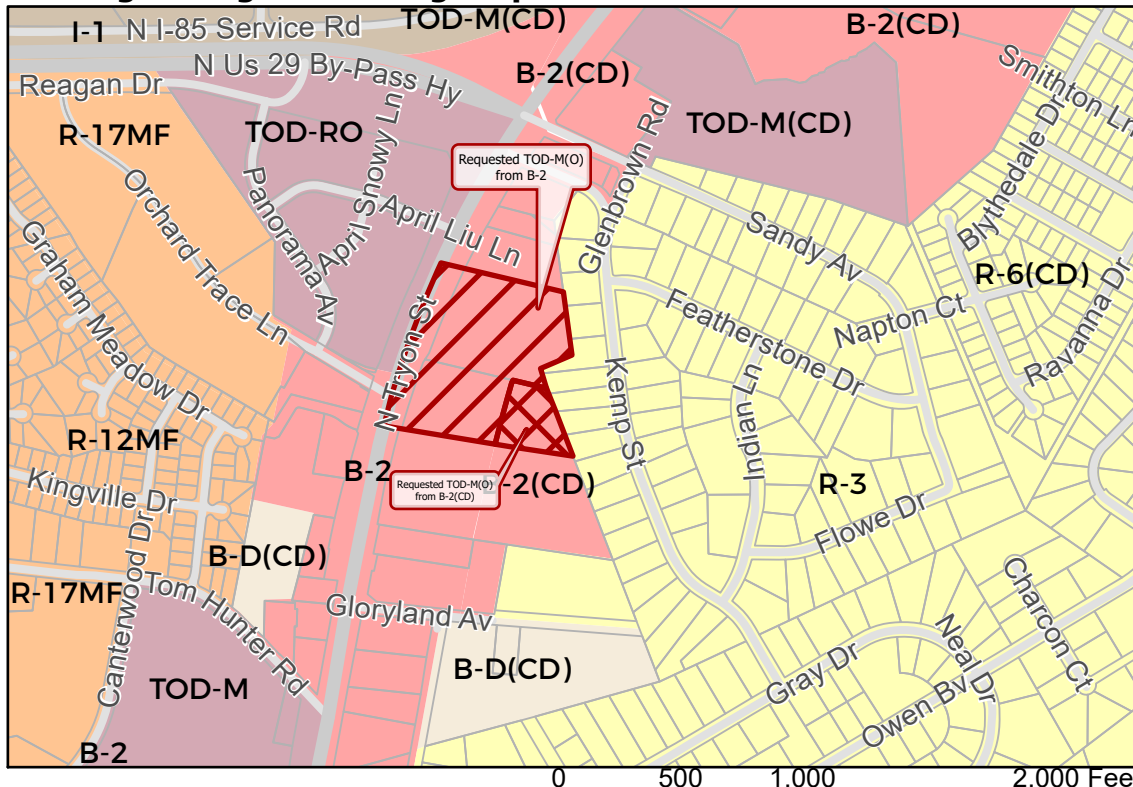 I-1
N I-85 Service Rd
TOD-M(CD)
B-2(CD)
N Us 29 By-Pass Hy
B-2(CD)
Smithton Ln
Reagan Dr
R-17MF
TOD-RO
TOD-M(CD)
Glenbrown Rd
Blythedale Dr
Requested TOD-M(O)
from B-2
Orchard Trace Ln
Panorama Av
April Snowy Ln
April Liu Ln
Sandy Av
Graham Meadow Dr
R-6(CD)
Napton Ct
Ravanna Dr
Featherstone Dr
N Tryon St
Kemp St
Indian Ln
R-12MF
B-2
Requested TOD-M(O)
from B-2(CD)
-2(CD)
R-3
Kingville Dr
Flowe Dr
Canterwood Dr
B-D(CD)
R-17MF
Tom Hunter Rd
Gloryland Av
Charcon Ct
B-D(CD)
Neal Dr
Gray Dr
TOD-M
Owen Bv
B-2
0 500 1,000 2,000 Fee